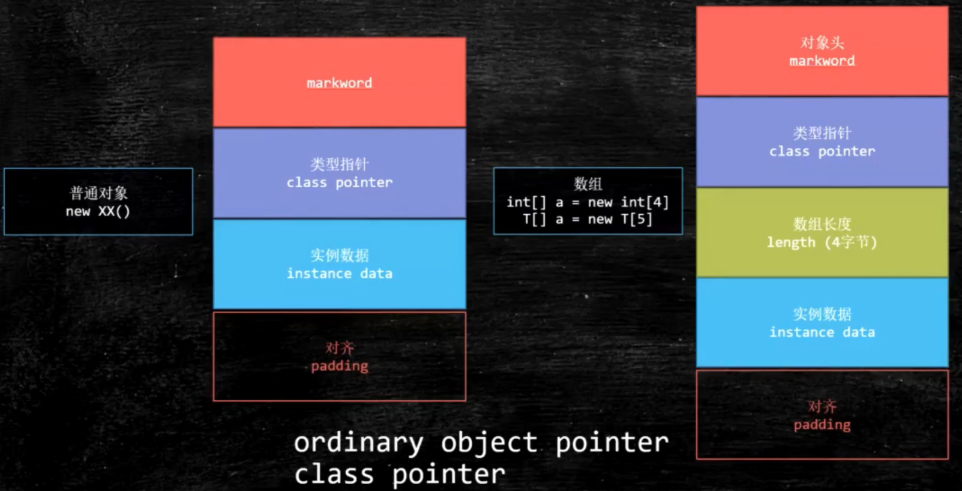 普通对象
new XX()
markword
类型指针
class pointer
实例数据
instance data
对齐
padding
数组
int[] a = new int[4]
T[] a = new T[5]
对象头
markword
类型指针
class pointer
数组长度
length (4字节)
实例数据
instance data
对齐
padding
ordinary object pointer
class pointer